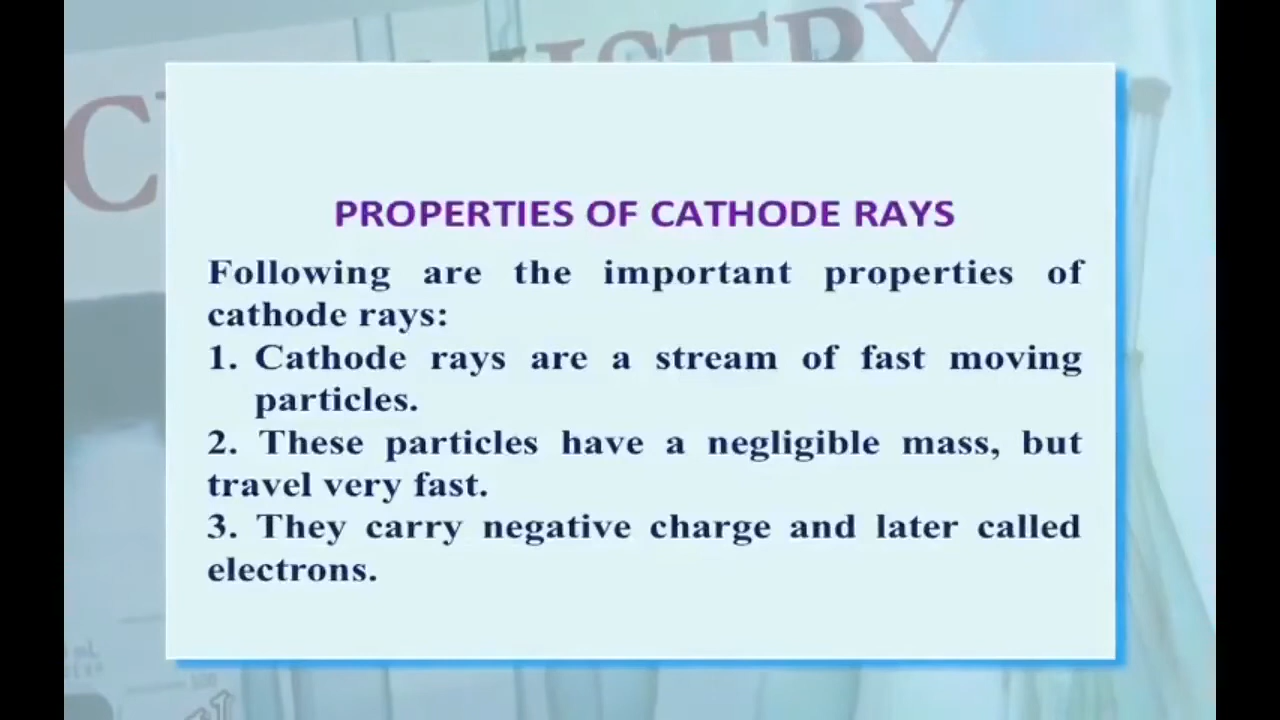 PROPERTIES OF CATHODE RAYS
Following are the important properties of
cathode rays:
1. Cathode rays are a stream of fast moving
particles.
2. These particles have a negligible mass, but
travel very fast.
3. They carry negative charge and later called
electrons.